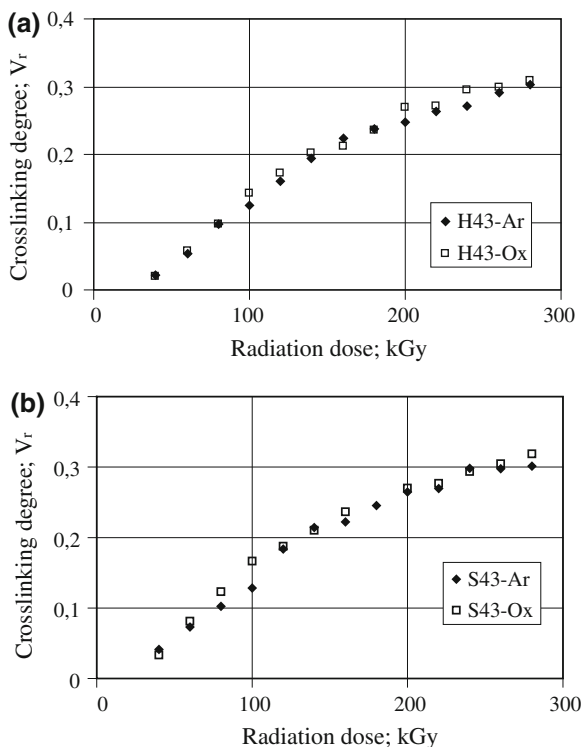 (a)
Crosslinking degree; Vr
0,4
0,3
0,2
0,1
0
H43-Ar
H43-Ox
0 100 200 300
Radiation dose; kGy
(b)
Crosslinking degree; Vr
0,4
0,3
0,2
0,1
0
S43-Ar
S43-Ox
0 100 200 300
Radiation dose; kGy